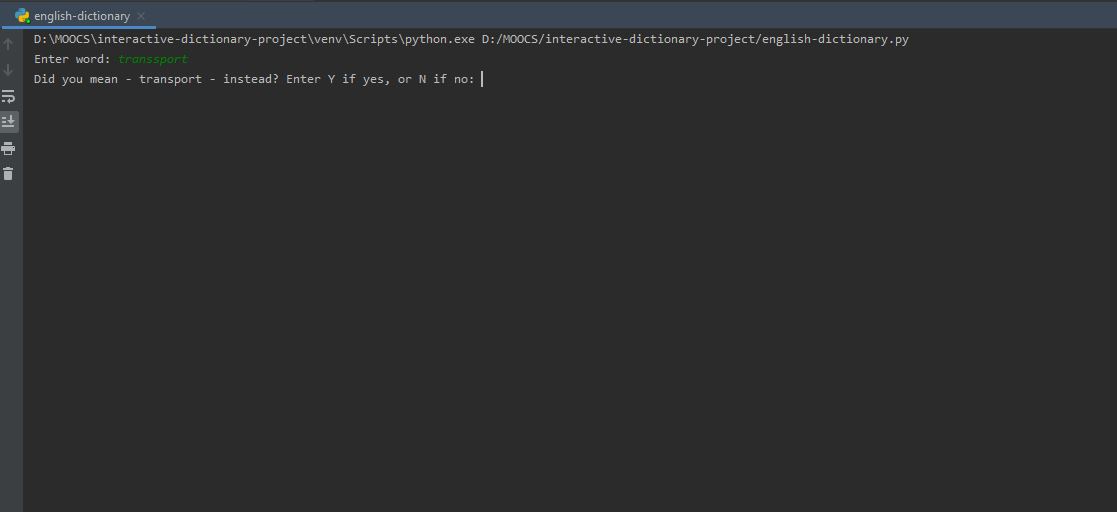 english-dictionary
D:\MOOCS\interactive-dictionary-project\venv\Scripts\python.exe D:/MOOCS/interactive-dictionary-project/english-dictionary.py
Enter word: transsport
Did you mean - transport - instead? Enter Y if yes, or N if no: